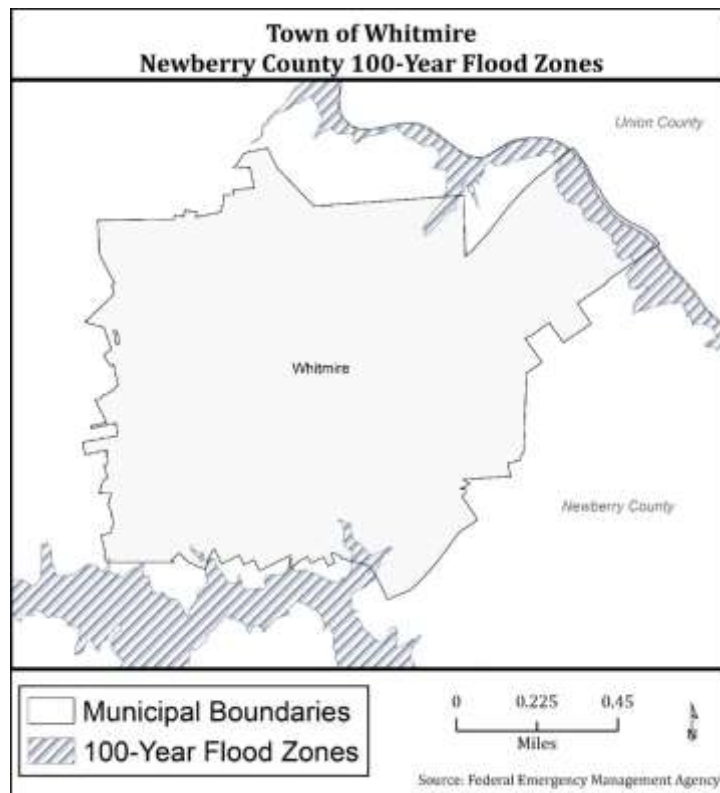 Town of Whitmire
Newberry County 100-Year Flood Zones
Union County
Whitmire
Newberry County
Municipal Boundaries
100-Year Flood Zones
0 0.225 0.45
Miles
N
Source: Federal Emergency Management Agency